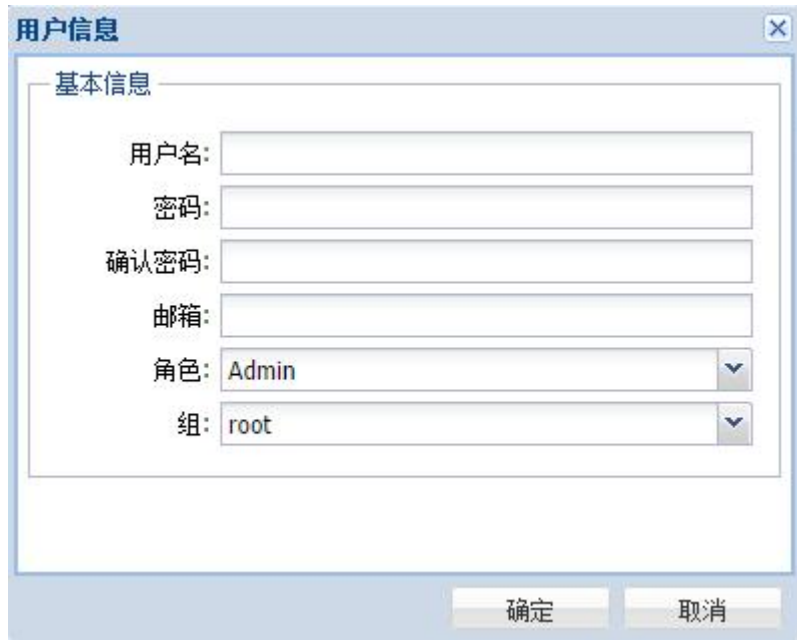 用户信息
基本信息
用户名:
密码:
确认密码:
邮箱:
角色: Admin
组: root
确定 取消